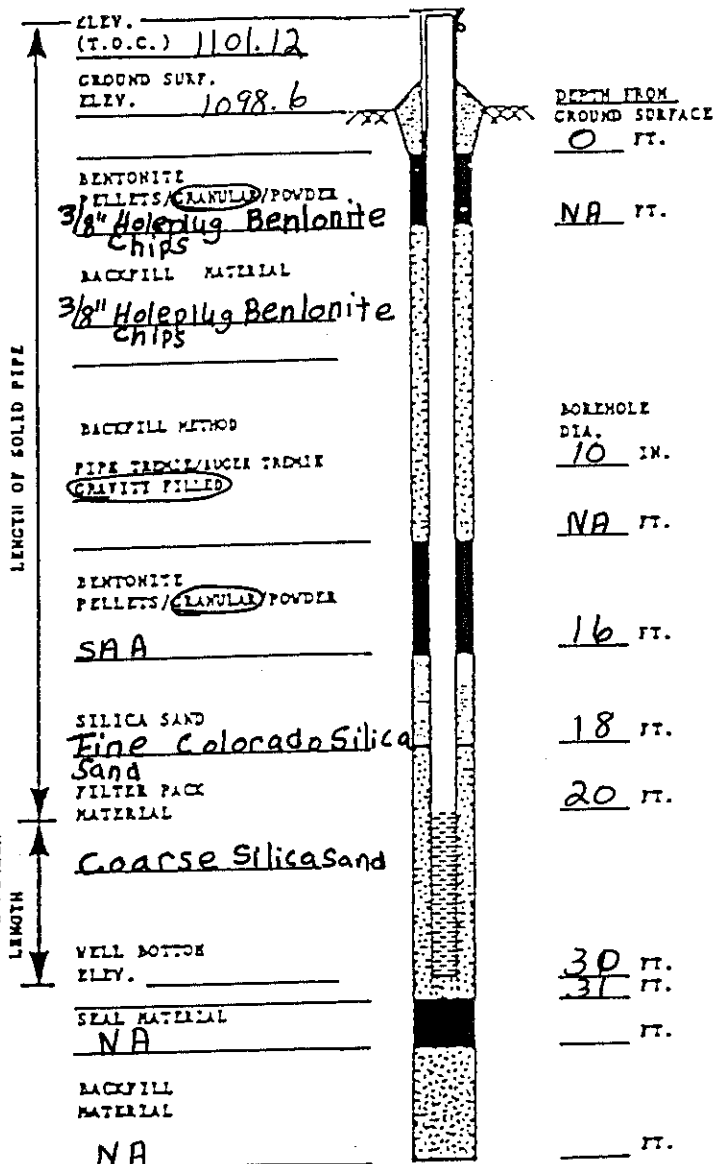 ELEV.
(T.O.C.) 1101.12
GROUND SURF.
ELEV. 1098.6
DEPTH FROM
GROUND SURFACE
0 FT.
BENTONITE
PELLETS/GRANULAR/POWDER
3/8" Holeplug Benlonite
Chips
NA FT.
BACKFILL MATERIAL
3/8" Holeplug Benlonite
Chips
LENGTH OF SOLID PIPE
BACKFILL METHOD
PIPE TREMIE/AUGER TREMIE
GRAVITY FILLED
BOREHOLE
DIA.
10 IN.
NA FT.
BENTONITE
PELLETS/GRANULAR/POWDER
SAA
16 FT.
SILICA SAND
Fine Colorado Silica
Sand
18 FT.
FILTER PACK
MATERIAL
20 FT.
Coarse Silica Sand
LENGTH
WELL BOTTOM
ELEV.
30 FT.
31 FT.
SEAL MATERIAL
NA
FT.
BACKFILL
MATERIAL
NA
FT.